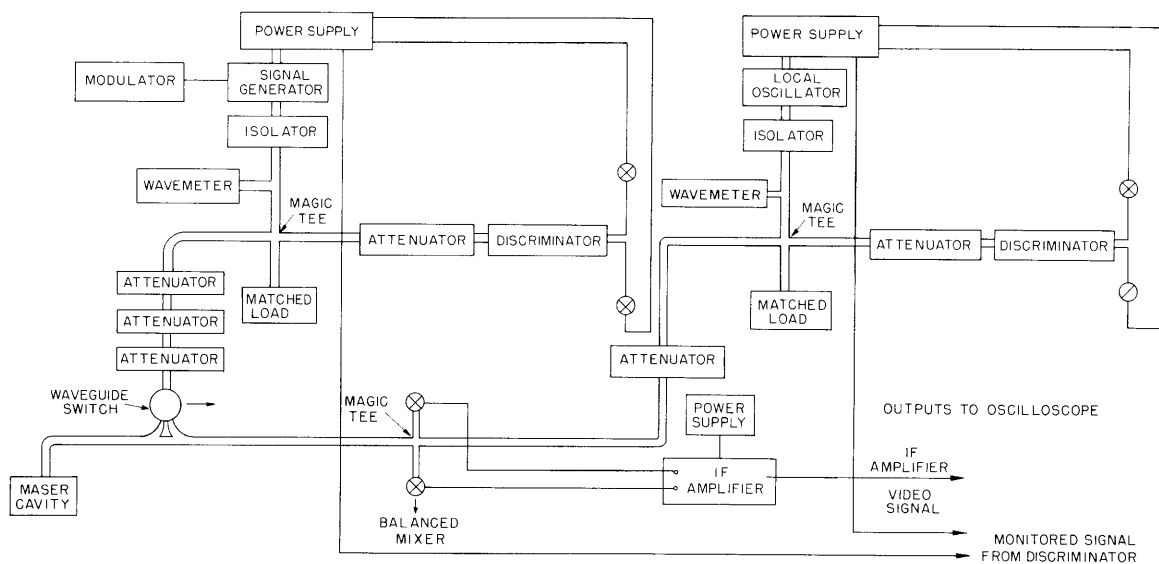 POWER SUPPLY
POWER SUPPLY
MODULATOR
SIGNAL
GENERATOR
LOCAL
OSCILLATOR
ISOLATOR
ISOLATOR
WAVEMETER
WAVEMETER
MAGIC
TEE
MAGIC
TEE
ATTENUATOR
DISCRIMINATOR
ATTENUATOR
DISCRIMINATOR
ATTENUATOR
MATCHED
LOAD
MATCHED
LOAD
ATTENUATOR
ATTENUATOR
ATTENUATOR
WAVEGUIDE
SWITCH
MAGIC
TEE
POWER
SUPPLY
OUTPUTS TO OSCILLOSCOPE
MASER
CAVITY
IF
AMPLIFIER
IF
AMPLIFIER
VIDEO
SIGNAL
BALANCED
MIXER
MONITORED SIGNAL
FROM DISCRIMINATOR